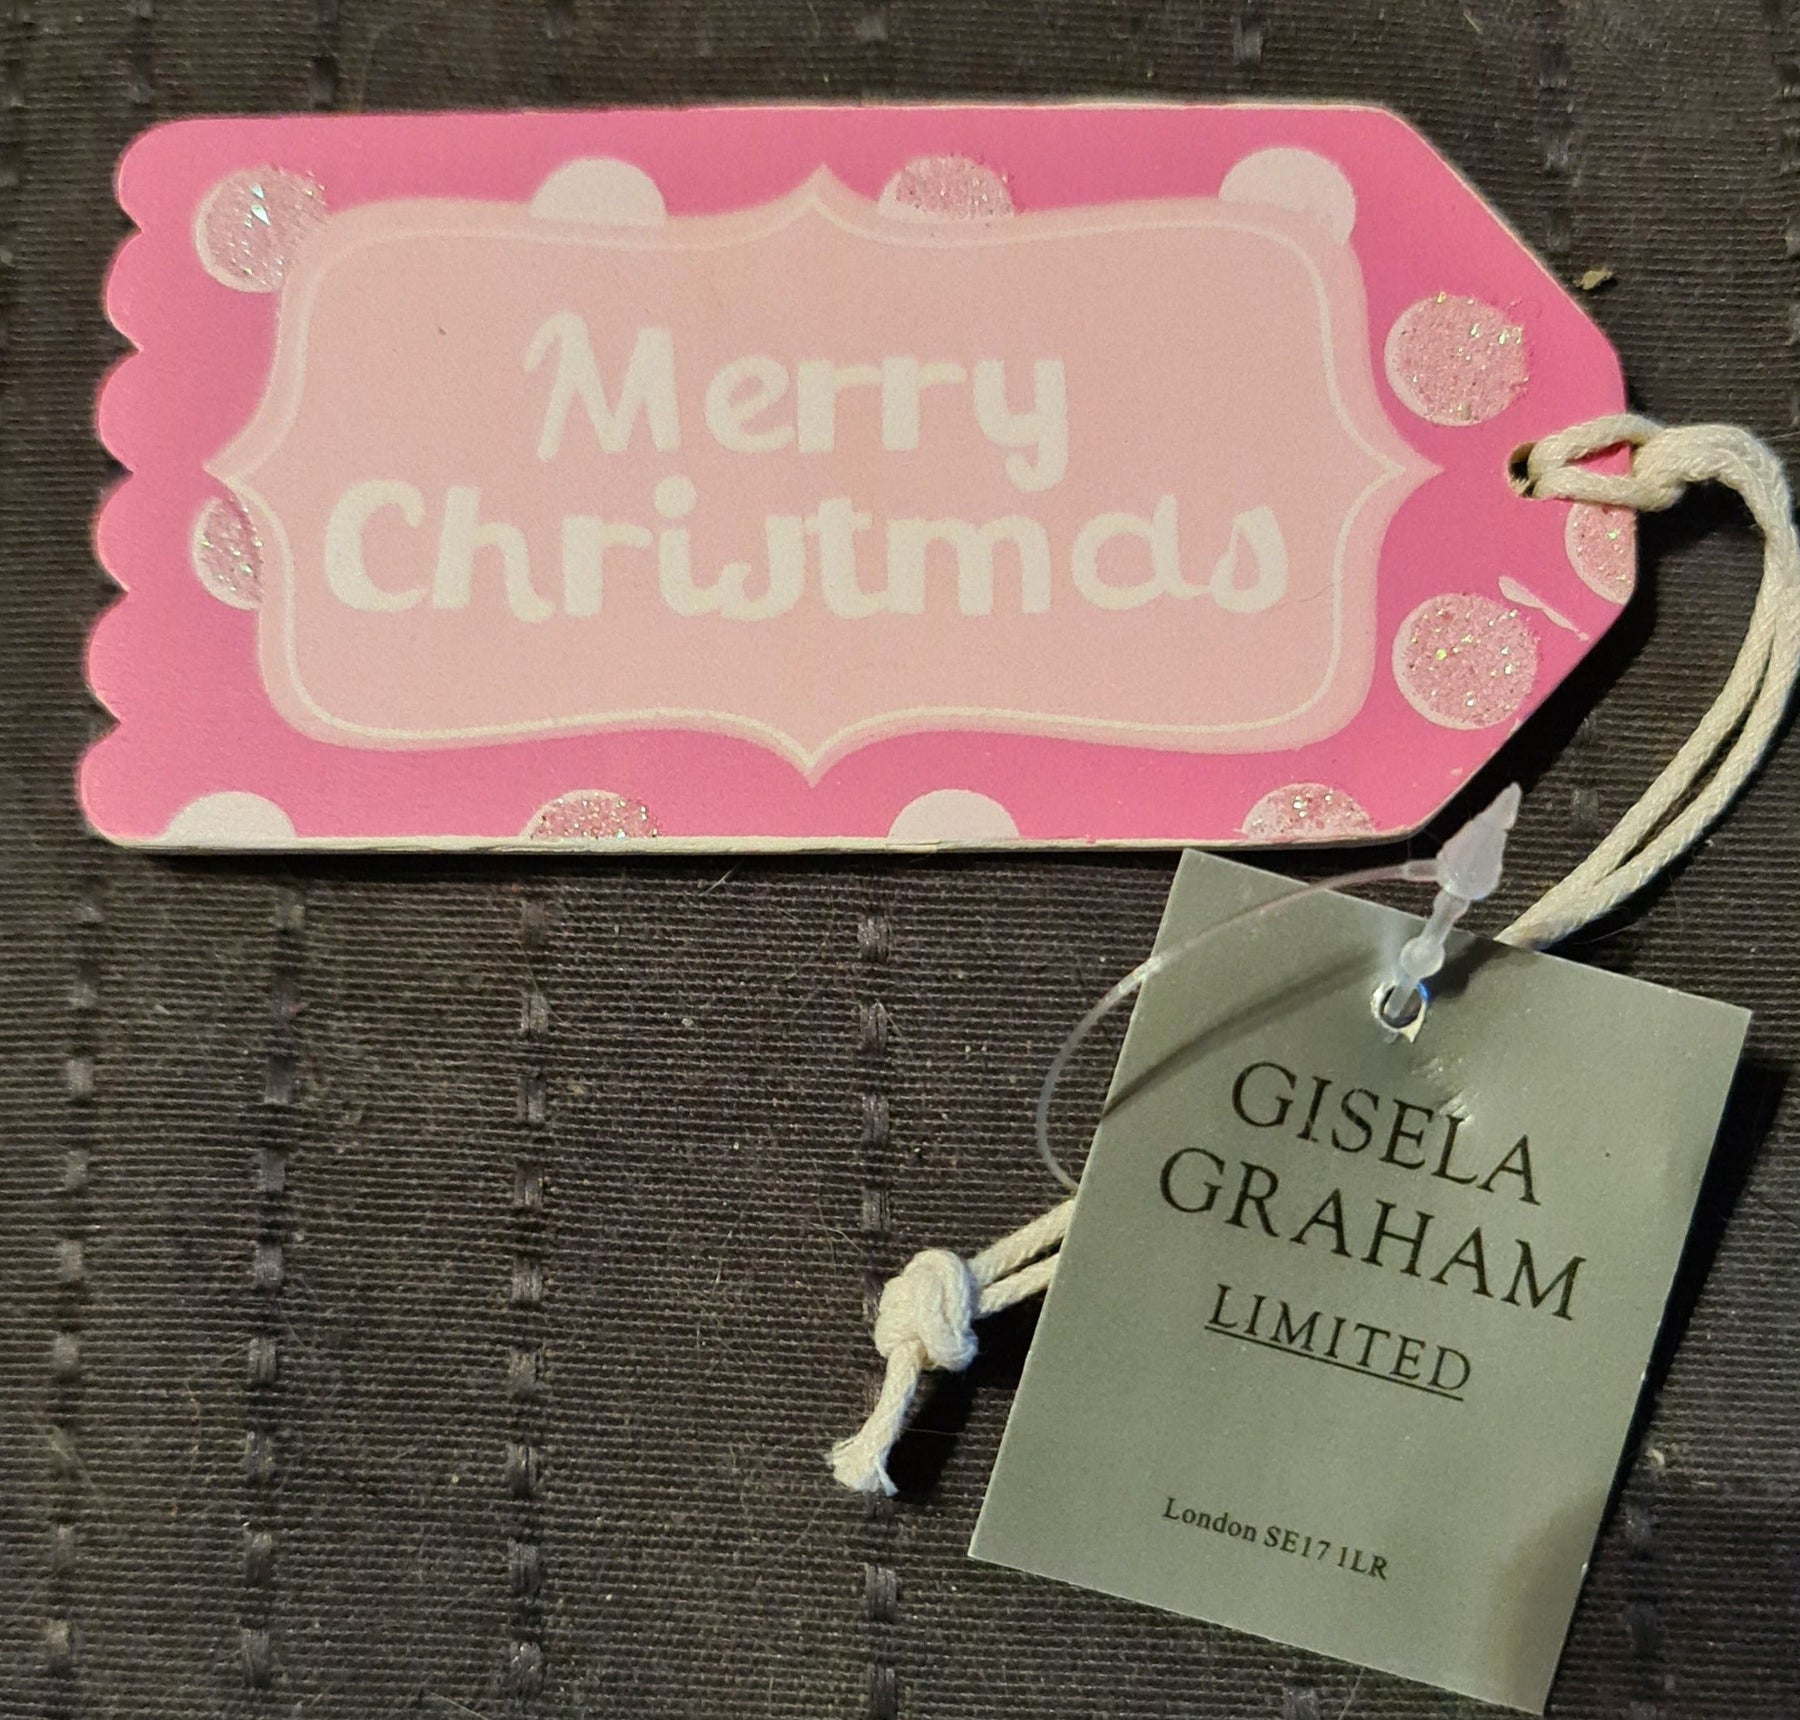 Merry
Christmas
GISELA
GRAHAM
LIMITED
London SE17 1LR